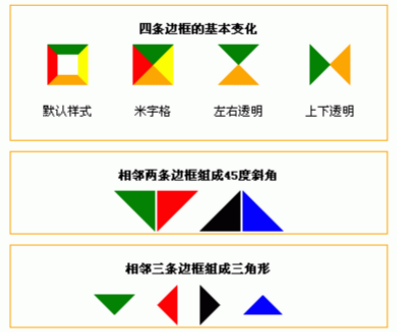 四条边框的基本变化
默认样式 米字格 左右透明 上下透明
相邻两条边框组成45度斜角
相邻三条边框组成三角形